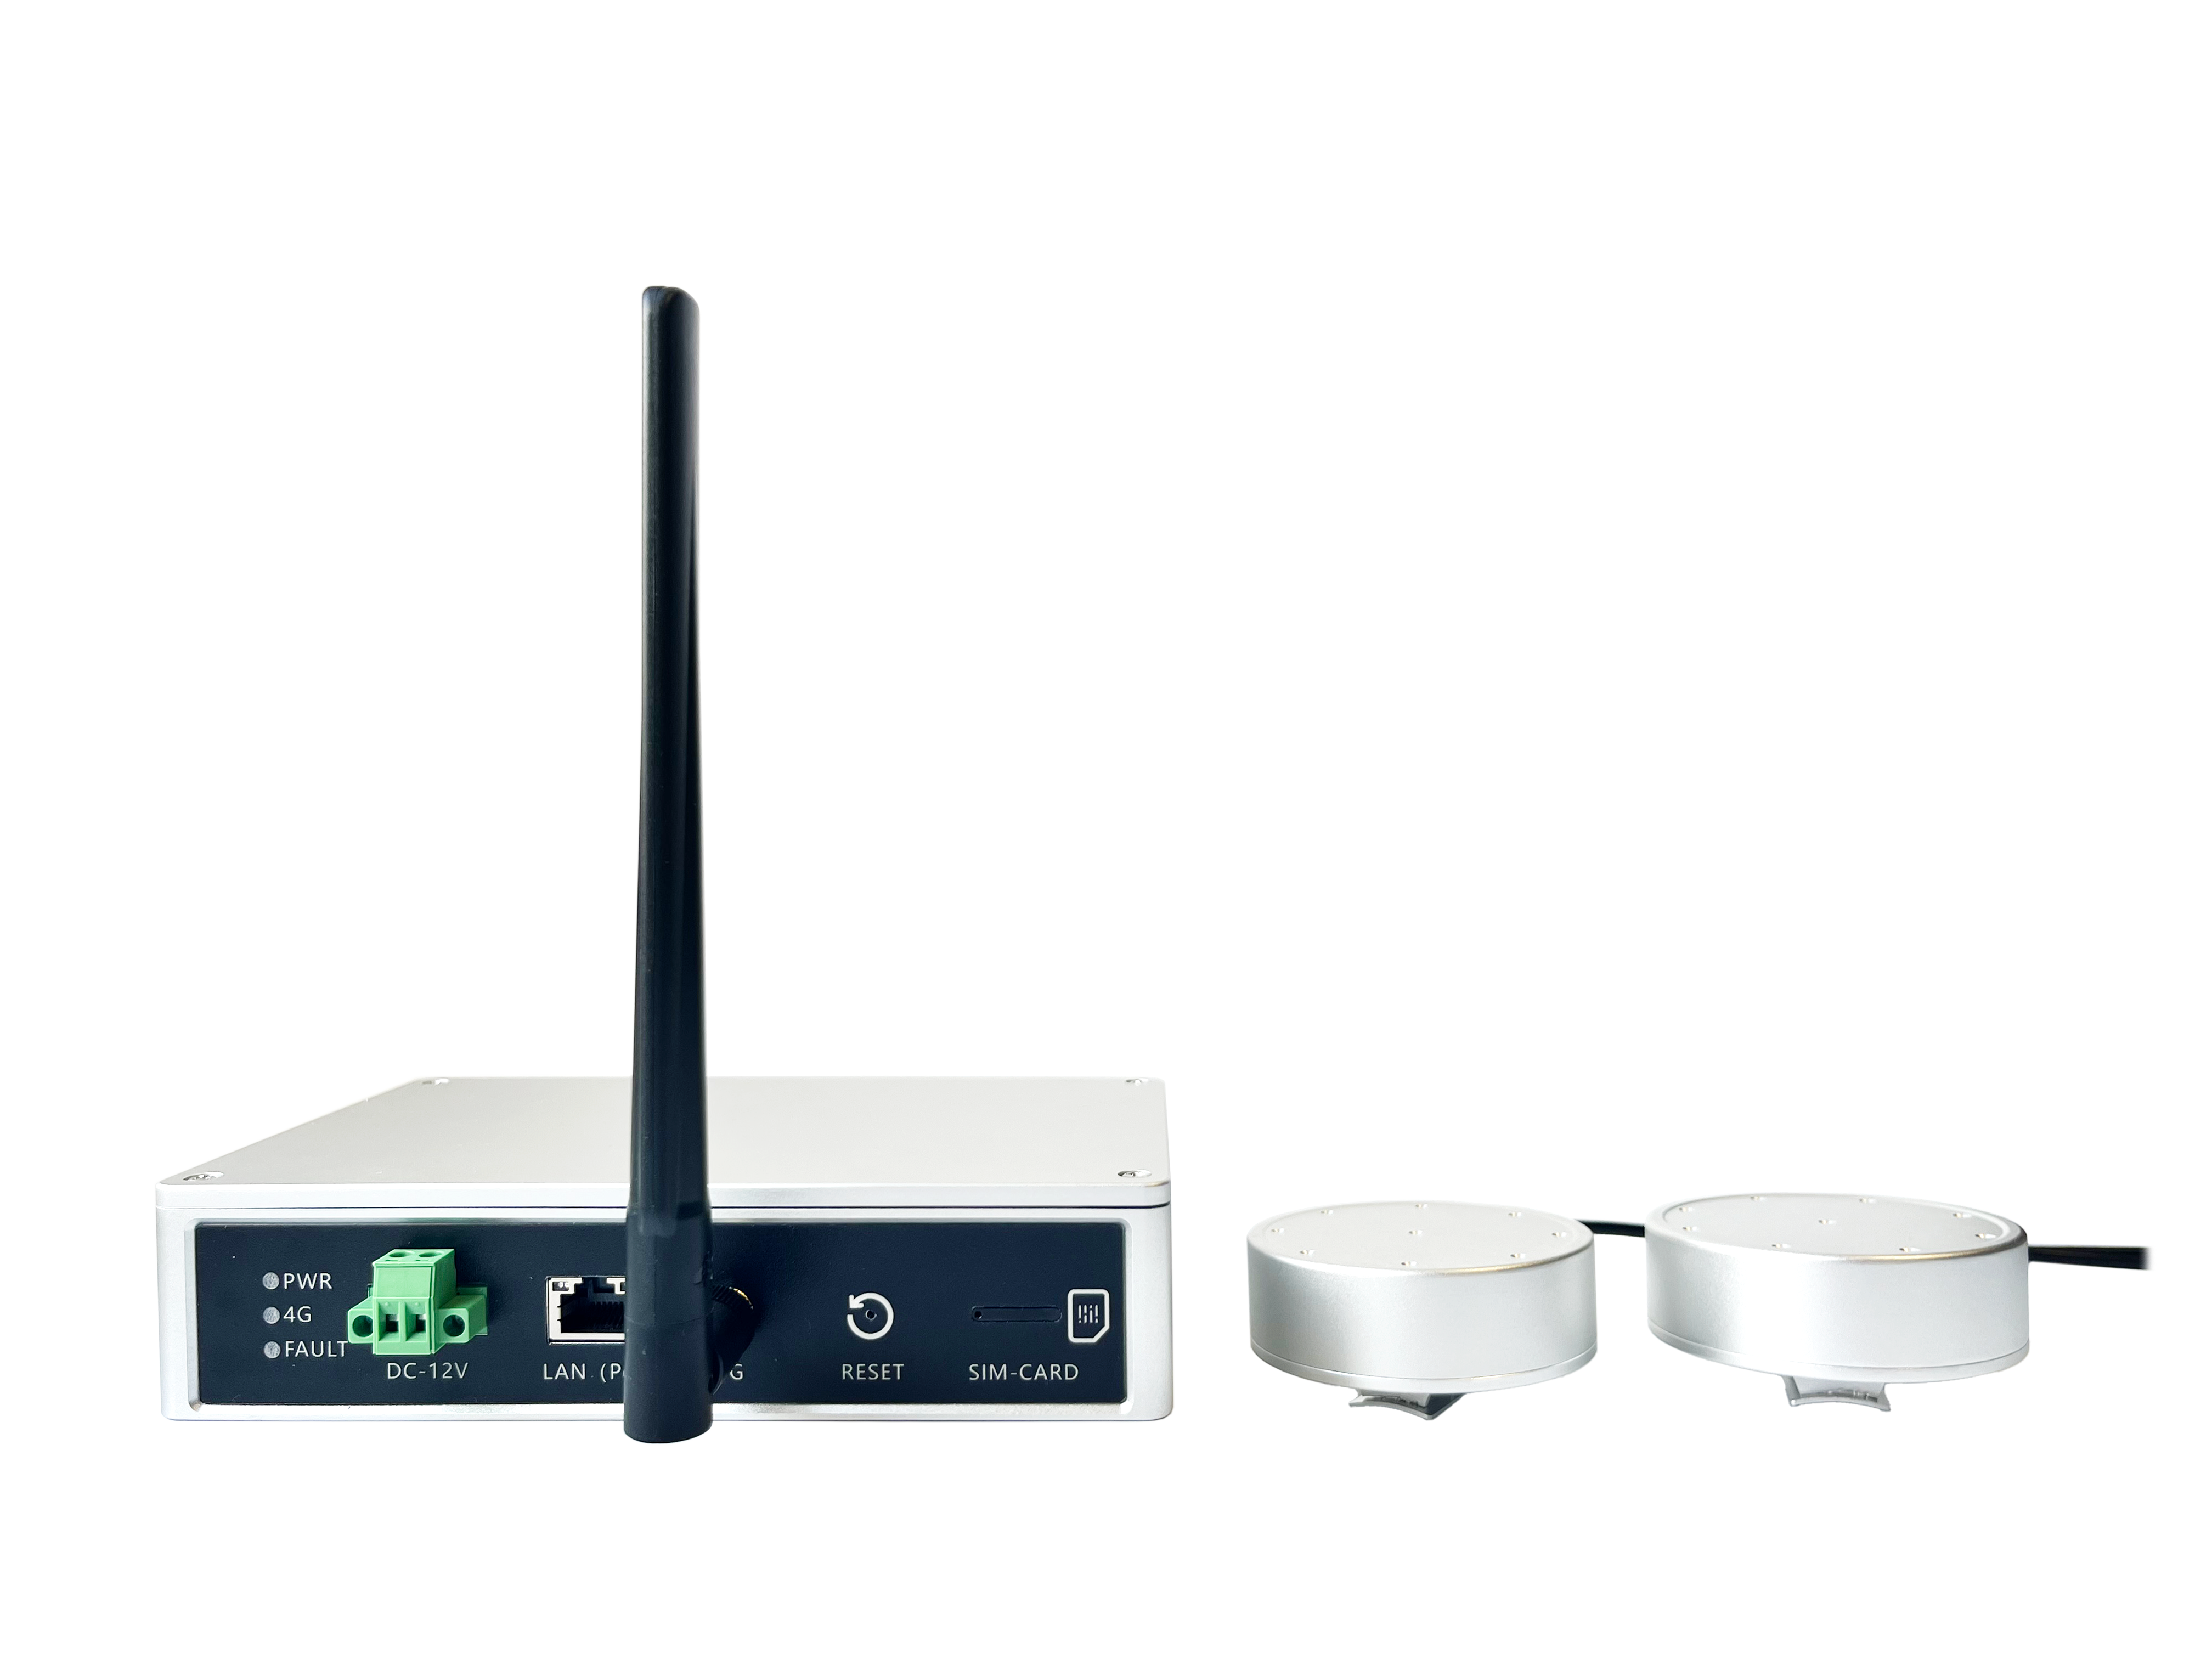 PWR
4G
FAULT
DC-12V
LAN
RESET
SIM-CARD